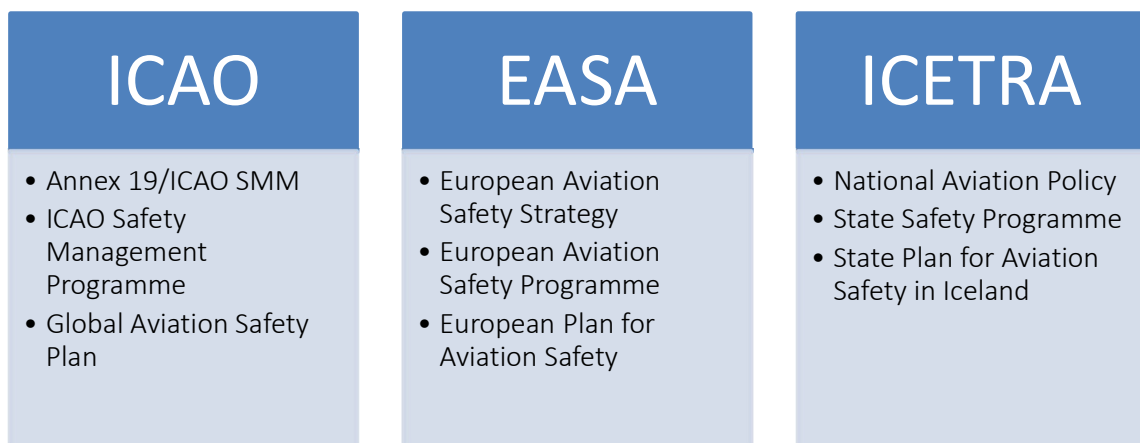 ICAO
• Annex 19/ICAO SMM
• ICAO Safety
Management
Programme
• Global Aviation Safety
Plan
EASA
• European Aviation
Safety Strategy
• European Aviation
Safety Programme
• European Plan for
Aviation Safety
ICETRA
• National Aviation Policy
• State Safety Programme
• State Plan for Aviation
Safety in Iceland